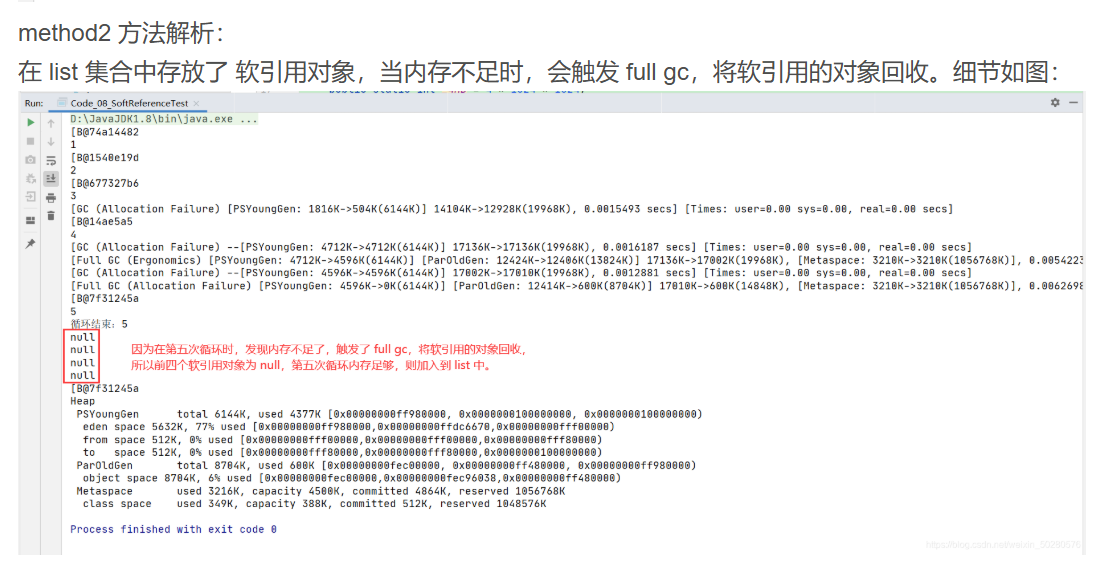 method2 方法解析：
在 list 集合中存放了 软引用对象，当内存不足时，会触发 full gc，将软引用的对象回收。细节如图：
Run: Code_08_SoftReferenceTest ×
D:\JavaJDK1.8\bin\java.exe ...
[B@74a14482
1
[B@1540e19d
2
[B@677327b6
3
[GC (Allocation Failure) [PSYoungGen: 1816K->504K(6144K)] 14104K->12928K(19968K), 0.0015493 secs] [Times: user=0.00 sys=0.00, real=0.00 secs]
[B@14ae5a5
4
[GC (Allocation Failure) --[PSYoungGen: 4712K->4712K(6144K)] 17136K->17136K(19968K), 0.0016187 secs] [Times: user=0.00 sys=0.00, real=0.00 secs]
[Full GC (Ergonomics) [PSYoungGen: 4712K->4596K(6144K)] [ParOldGen: 12424K->12406K(13824K)] 17136K->17002K(19968K), [Metaspace: 3210K->3210K(1056768K)], 0.0054223
[GC (Allocation Failure) --[PSYoungGen: 4596K->4596K(6144K)] 17002K->17010K(19968K), 0.0012881 secs] [Times: user=0.00 sys=0.00, real=0.00 secs]
[Full GC (Allocation Failure) [PSYoungGen: 4596K->0K(6144K)] [ParOldGen: 12414K->600K(8704K)] 17010K->600K(14848K), [Metaspace: 3210K->3210K(1056768K)], 0.0062698
[B@7f31245a
5
循环结束：5
null
null 因为在第五次循环时，发现内存不足了，触发了 full gc，将软引用的对象回收，
null 所以前四个软引用对象为 null，第五次循环内存足够，则加入到 list 中。
null
[B@7f31245a
Heap
PSYoungGen total 6144K, used 4377K [0x00000000ff980000, 0x0000000100000000, 0x0000000100000000)
eden space 5632K, 77% used [0x00000000ff980000,0x00000000ffdc6670,0x00000000fff00000)
from space 512K, 0% used [0x00000000fff00000,0x00000000fff00000,0x00000000fff80000)
to space 512K, 0% used [0x00000000fff80000,0x00000000fff80000,0x0000000100000000)
ParOldGen total 8704K, used 600K [0x00000000fec00000, 0x00000000ff480000, 0x00000000ff980000)
object space 8704K, 6% used [0x00000000fec00000,0x00000000fec96038,0x00000000ff480000)
Metaspace used 3216K, capacity 4500K, committed 4864K, reserved 1056768K
class space used 349K, capacity 388K, committed 512K, reserved 1048576K
Process finished with exit code 0